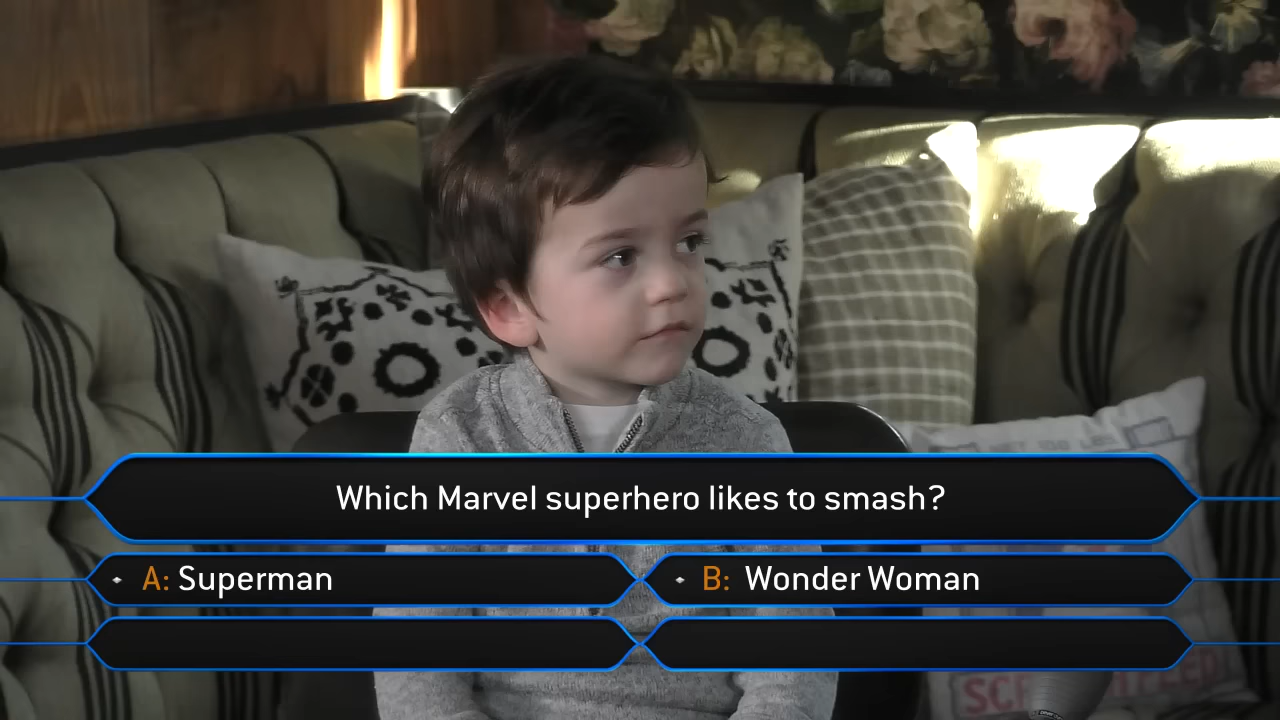 Which Marvel superhero likes to smash?
A: Superman
B: Wonder Woman